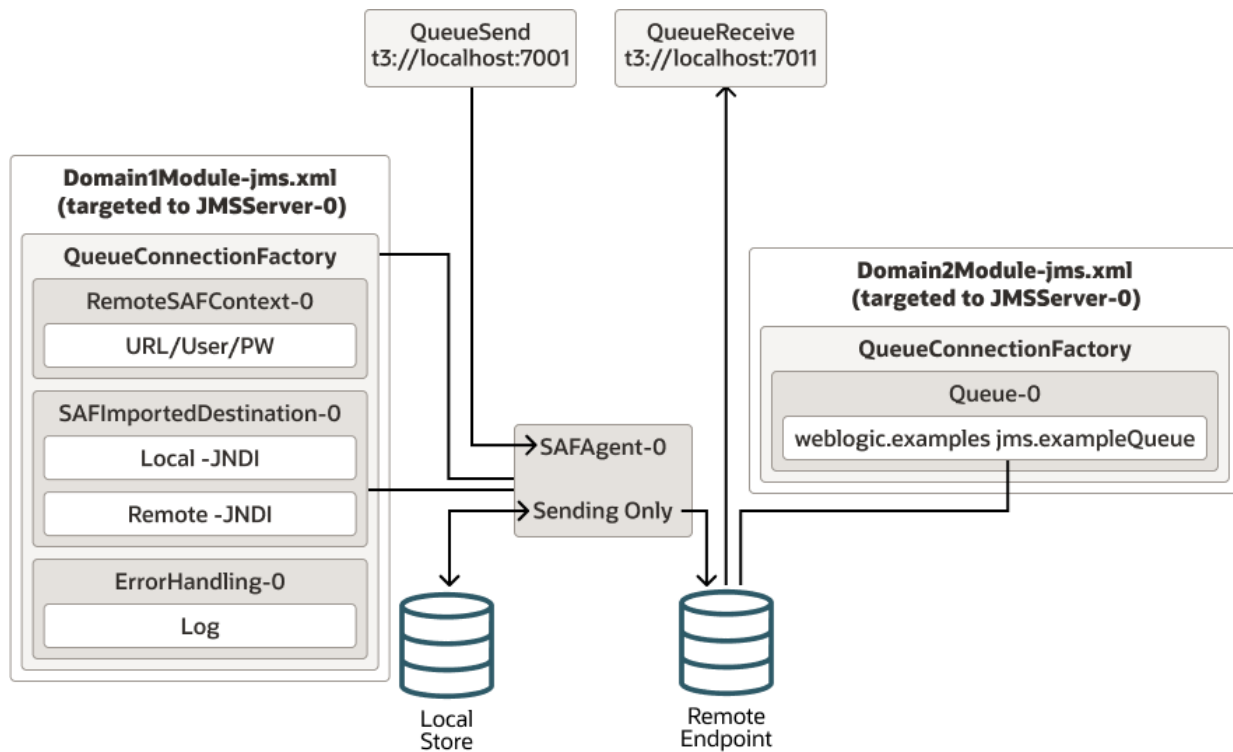 QueueSend
t3://localhost:7001
QueueReceive
t3://localhost:7011
Domain1Module-jms.xml
(targeted to JMSServer-0)
QueueConnectionFactory
RemoteSAFContext-0
URL/User/PW
SAFImportedDestination-0
Local -JNDI
Remote -JNDI
ErrorHandling-0
Log
SAFAgent-0
Sending Only
Domain2Module-jms.xml
(targeted to JMSServer-0)
QueueConnectionFactory
Queue-0
weblogic.examples jms.exampleQueue
Local
Store
Remote
Endpoint